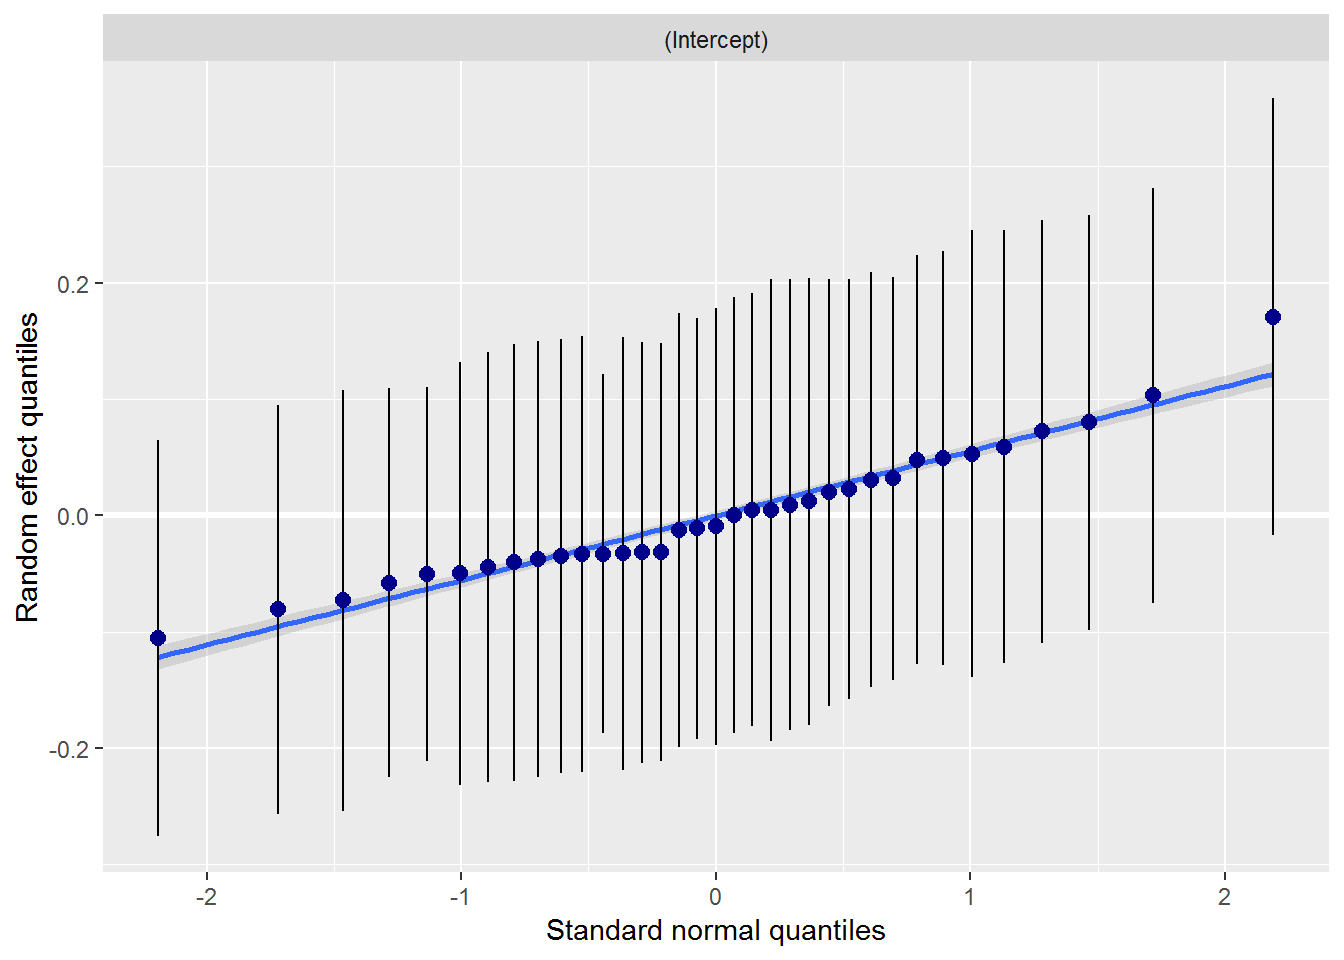 (Intercept)
Random effect quantiles
0.2
0.0
-0.2
-2
-1
0
1
2
Standard normal quantiles